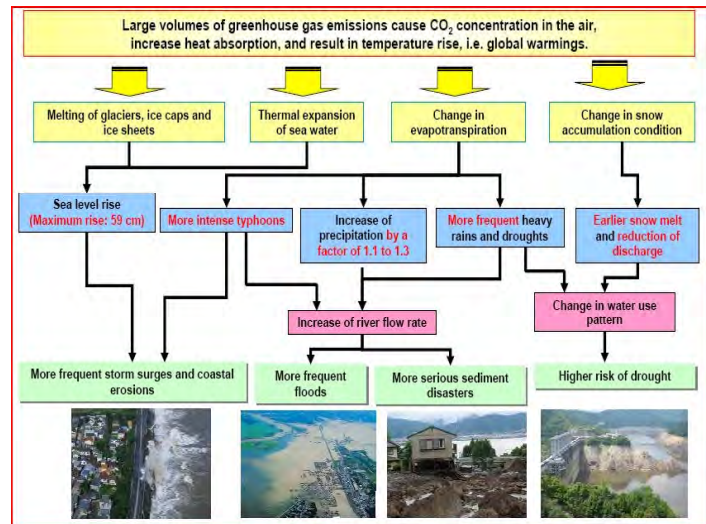 Large volumes of greenhouse gas emissions cause CO₂ concentration in the air,
increase heat absorption, and result in temperature rise, i.e. global warmings.
Melting of glaciers, ice caps and
ice sheets
Thermal expansion
of sea water
Change in
evapotranspiration
Change in snow
accumulation condition
Sea level rise
(Maximum rise: 59 cm)
More intense typhoons
Increase of
precipitation by a
factor of 1.1 to 1.3
More frequent heavy
rains and droughts
Earlier snow melt
and reduction of
discharge
Increase of river flow rate
Change in water use
pattern
More frequent storm surges and coastal
erosions
More frequent
floods
More serious sediment
disasters
Higher risk of drought